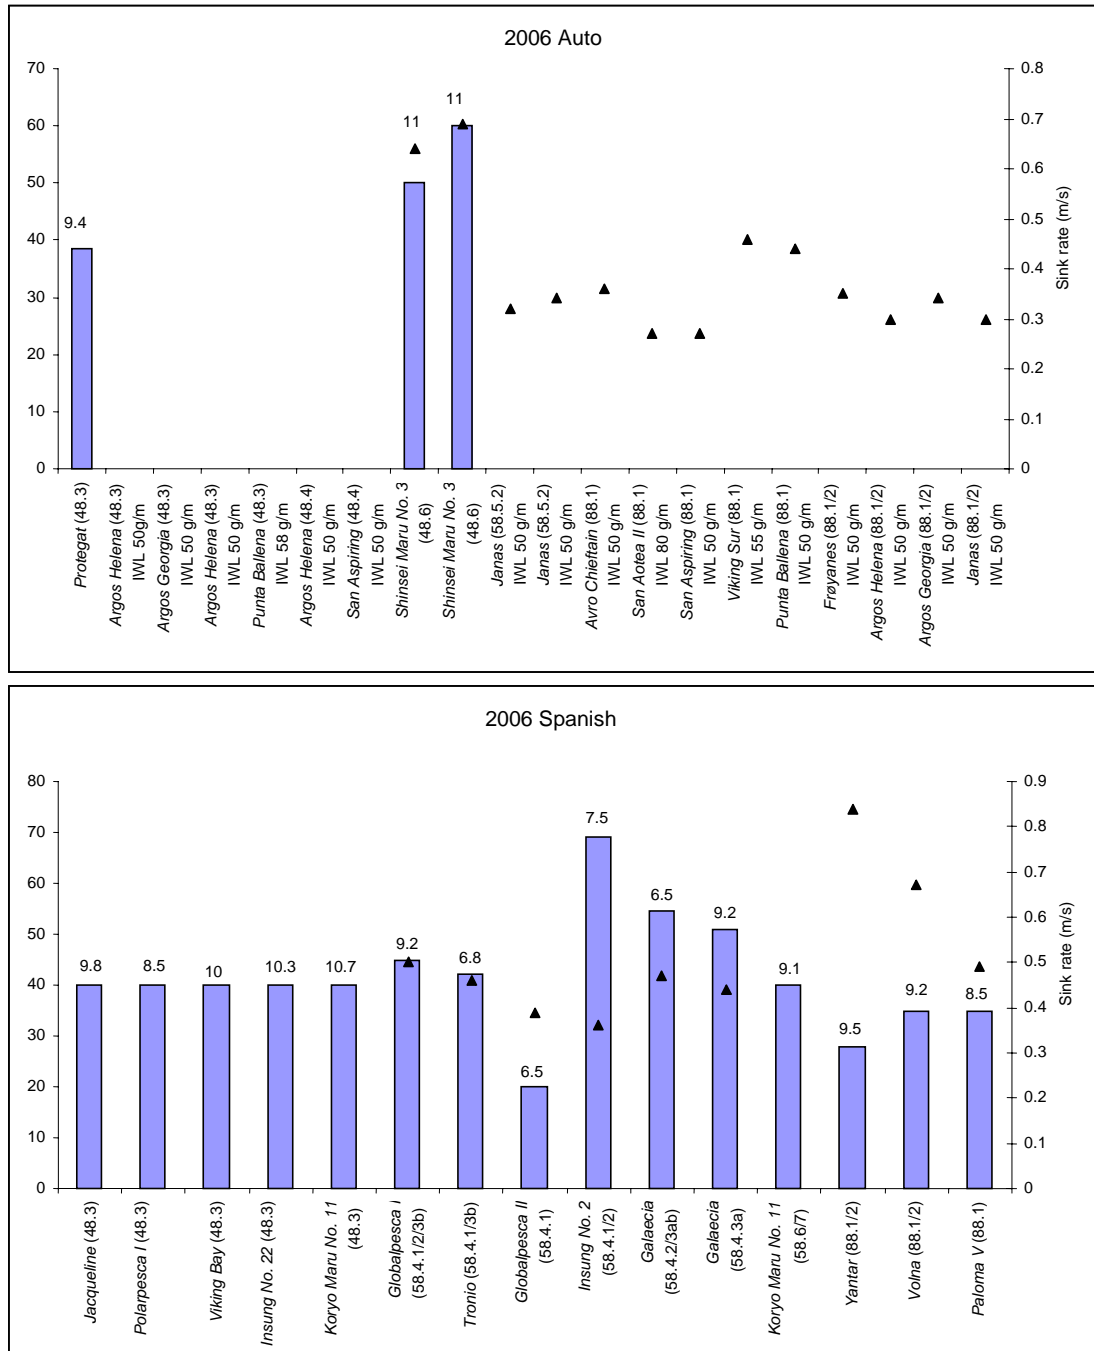 2006 Auto
70
60
50
40
30
20
10
0
0.8
0.7
0.6
0.5
0.4
0.3
0.2
0.1
0
Sink rate (m/s)
9.4
11
11
Protegat (48.3)
Argos Helena (48.3)
IWL 50g/m
Argos Georgia (48.3)
IWL 50 g/m
Argos Helena (48.3)
IWL 50 g/m
Punta Ballena (48.3)
IWL 58 g/m
Argos Helena (48.4)
IWL 50 g/m
San Aspiring (48.4)
IWL 50 g/m
Shinsei Maru No. 3
(48.6)
Shinsei Maru No. 3
(48.6)
Janas (58.5.2)
IWL 50 g/m
Janas (58.5.2)
IWL 50 g/m
Avro Chieftain (88.1)
IWL 50 g/m
San Aotea II (88.1)
IWL 80 g/m
San Aspiring (88.1)
IWL 50 g/m
Viking Sur (88.1)
IWL 55 g/m
Punta Ballena (88.1)
IWL 50 g/m
Frøyanes (88.1/2)
IWL 50 g/m
Argos Helena (88.1/2)
IWL 50 g/m
Argos Georgia (88.1/2)
IWL 50 g/m
Janas (88.1/2)
IWL 50 g/m
2006 Spanish
80
70
60
50
40
30
20
10
0
0.9
0.8
0.7
0.6
0.5
0.4
0.3
0.2
0.1
0
Sink rate (m/s)
9.8
8.5
10
10.3
10.7
9.2
6.8
6.5
7.5
6.5
9.2
9.1
9.5
9.2
8.5
Jacqueline (48.3)
Polarpesca I (48.3)
Viking Bay (48.3)
Insung No. 22 (48.3)
Koryo Maru No. 11
(48.3)
Globalpesca I
(58.4.1/2/3b)
Tronio (58.4.1/3b)
Globalpesca II
(58.4.1)
Insung No. 2
(58.4.1/2)
Galaecia
(58.4.2/3ab)
Galaecia
(58.4.3a)
Koryo Maru No. 11
(58.6/7)
Yantar (88.1/2)
Volna (88.1/2)
Paloma V (88.1)